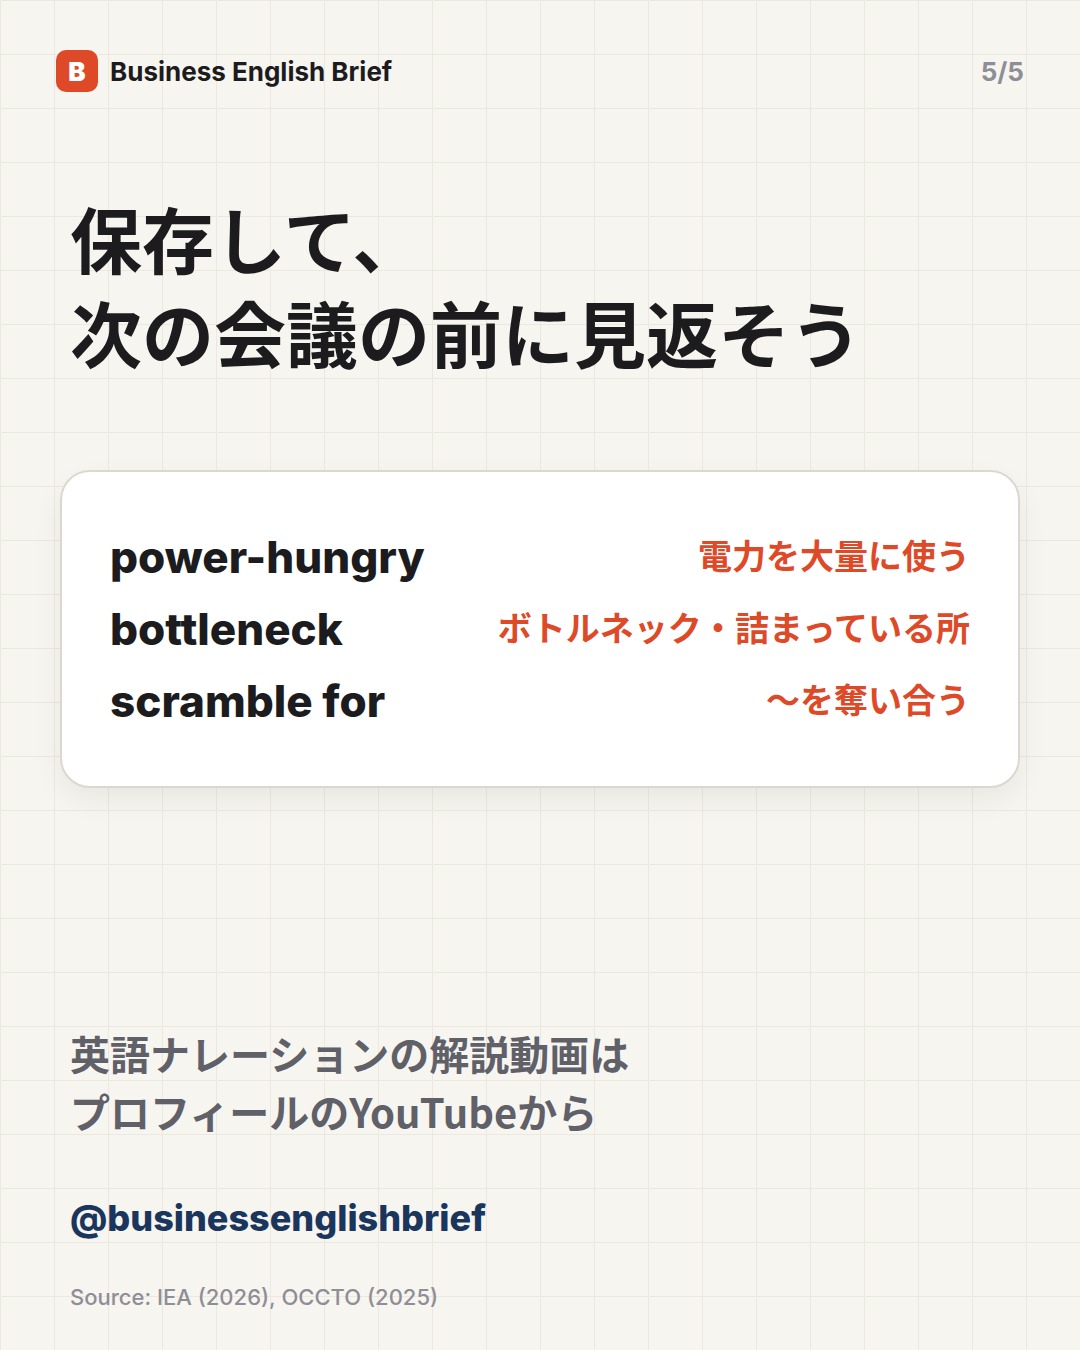 B Business English Brief 5/5
保存して、
次の会議の前に見返そう
power-hungry 電力を大量に使う
bottleneck ボトルネック・詰まっている所
scramble for 〜を奪い合う
英語ナレーションの解説動画は
プロフィールのYouTubeから
@businessenglishbrief
Source: IEA (2026), OCCTO (2025)